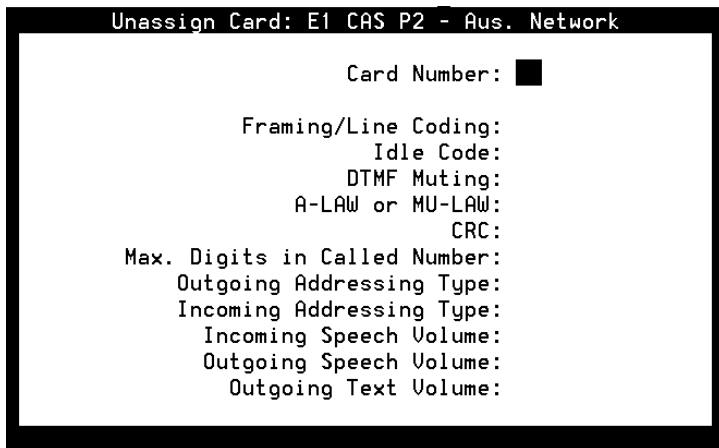 Unassign Card: E1 CAS P2 - Aus. Network
Card Number:
Framing/Line Coding:
Idle Code:
DTMF Muting:
A-LAW or MU-LAW:
CRC:
Max. Digits in Called Number:
Outgoing Addressing Type:
Incoming Addressing Type:
Incoming Speech Volume:
Outgoing Speech Volume:
Outgoing Text Volume: